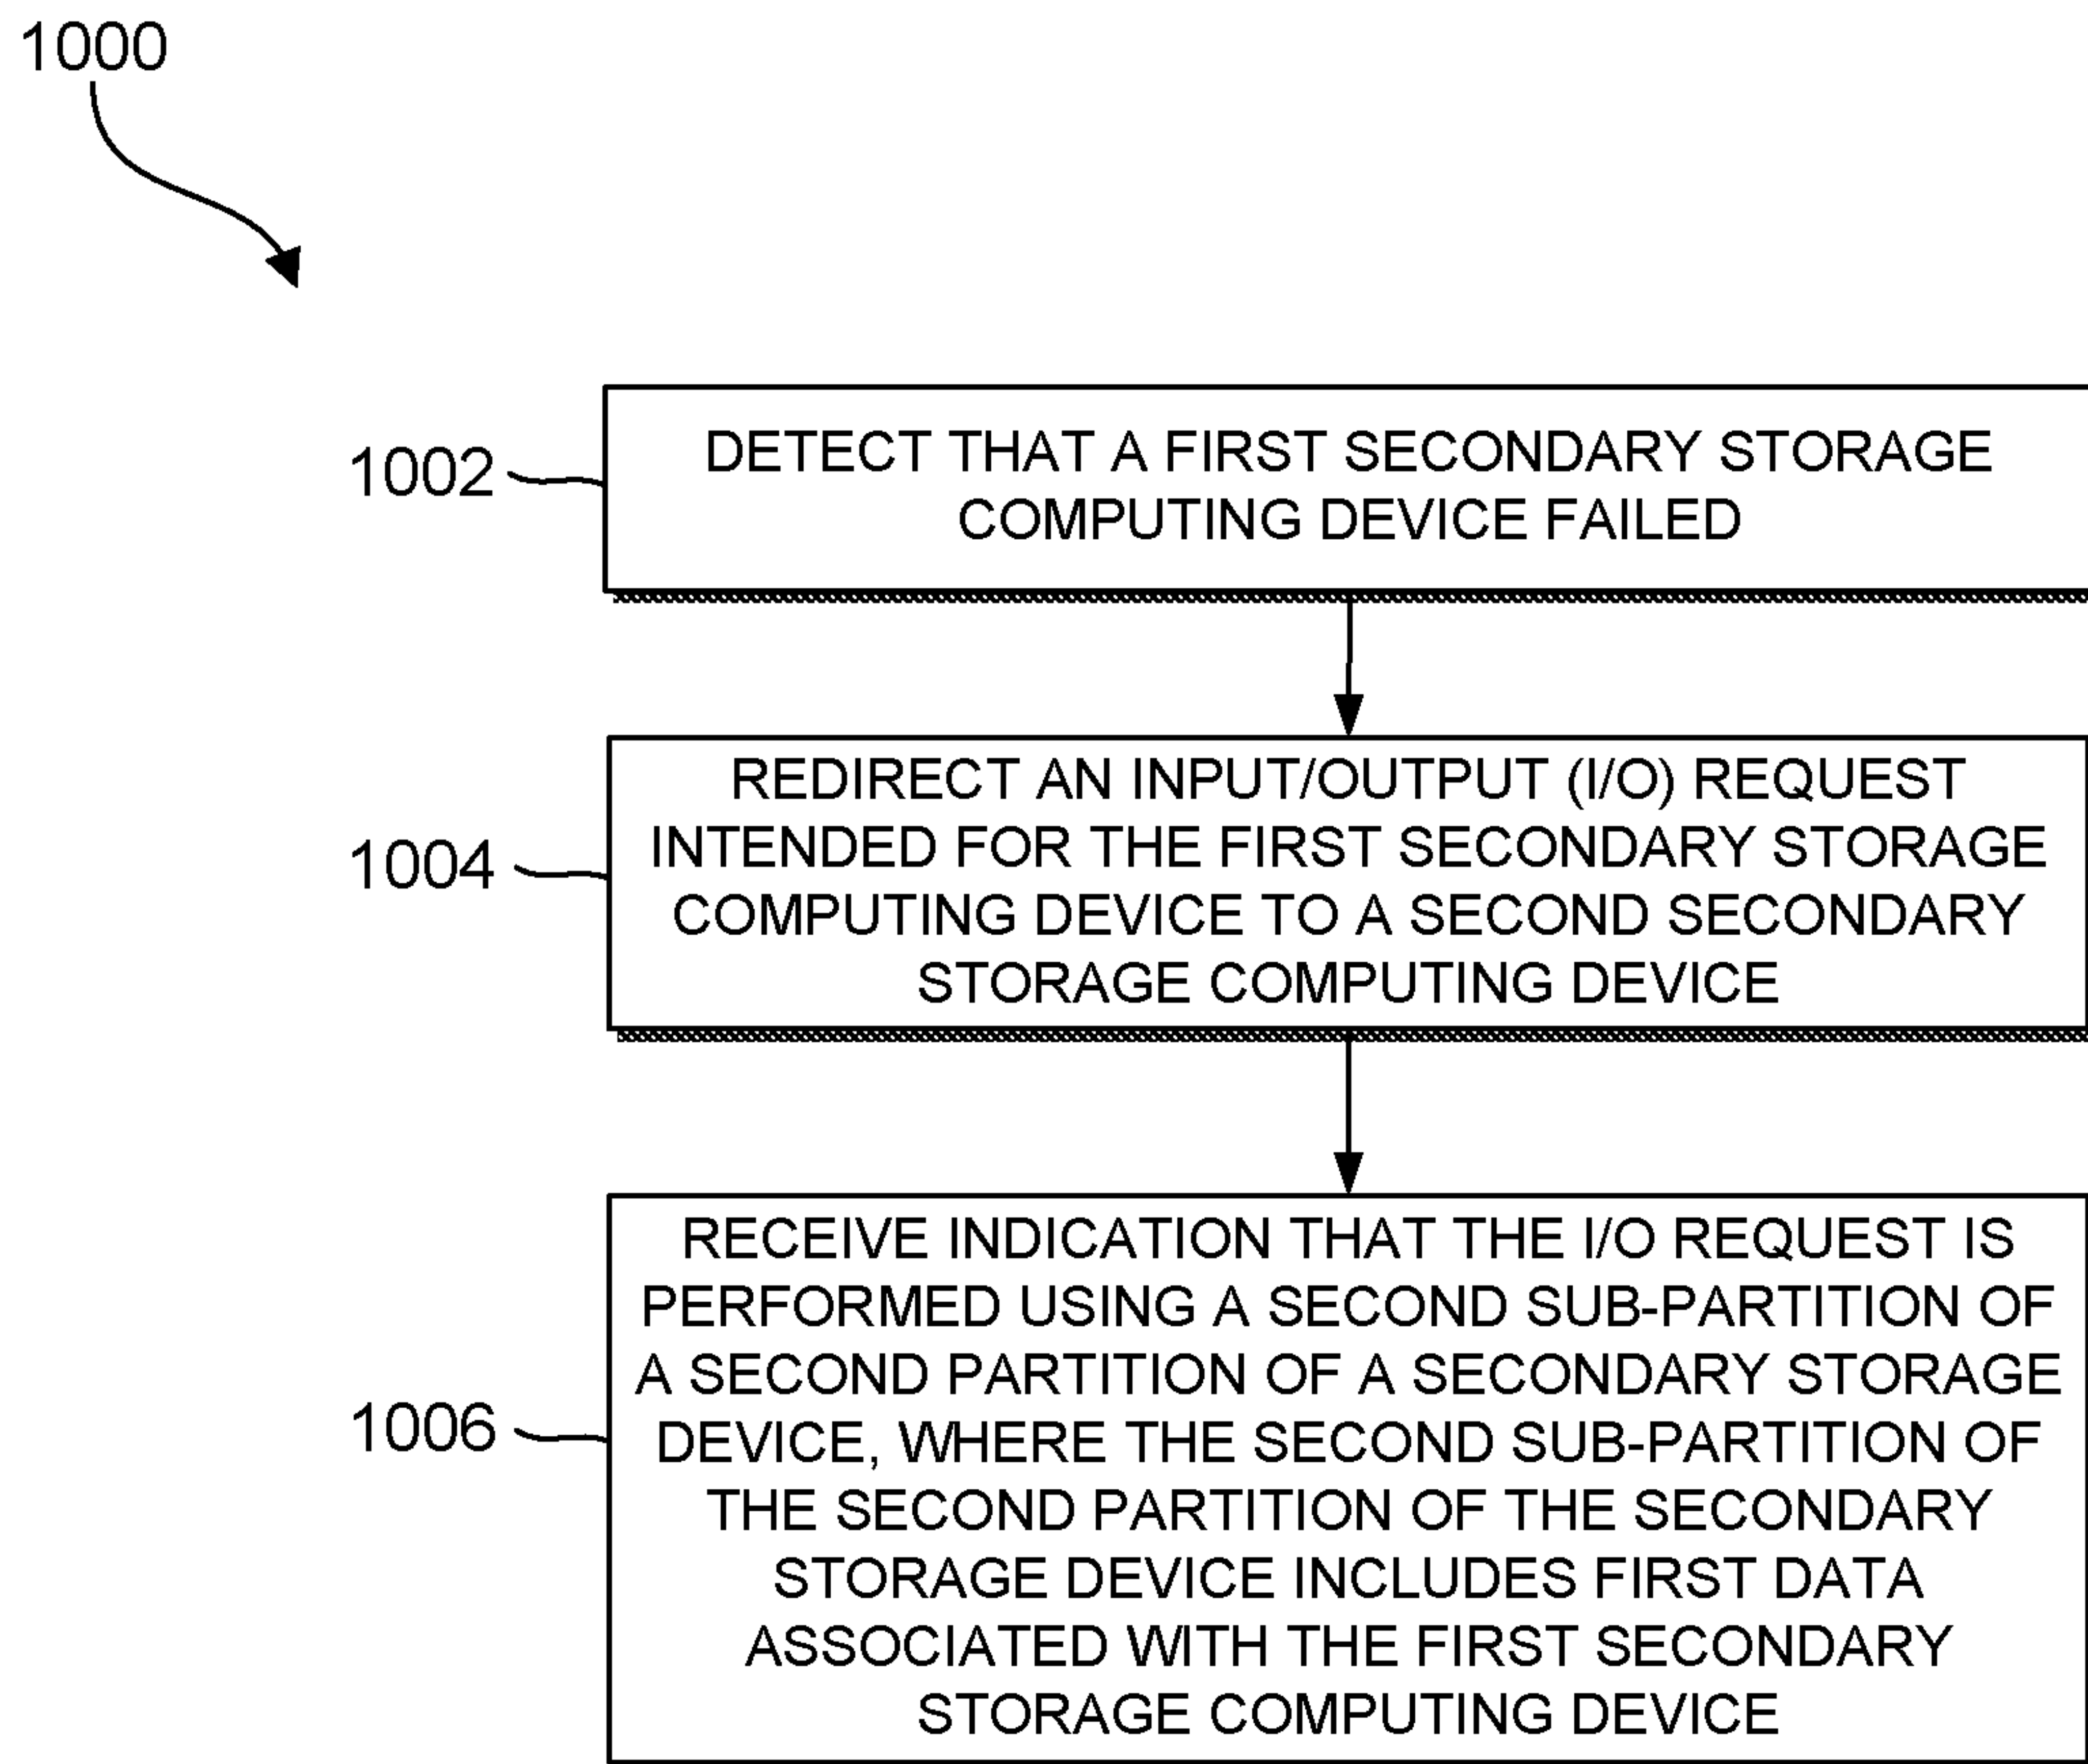 1000
1002
DETECT THAT A FIRST SECONDARY STORAGE
COMPUTING DEVICE FAILED
1004
REDIRECT AN INPUT/OUTPUT (I/O) REQUEST
INTENDED FOR THE FIRST SECONDARY STORAGE
COMPUTING DEVICE TO A SECOND SECONDARY
STORAGE COMPUTING DEVICE
1006
RECEIVE INDICATION THAT THE I/O REQUEST IS
PERFORMED USING A SECOND SUB-PARTITION OF
A SECOND PARTITION OF A SECONDARY STORAGE
DEVICE, WHERE THE SECOND SUB-PARTITION OF
THE SECOND PARTITION OF THE SECONDARY
STORAGE DEVICE INCLUDES FIRST DATA
ASSOCIATED WITH THE FIRST SECONDARY
STORAGE COMPUTING DEVICE